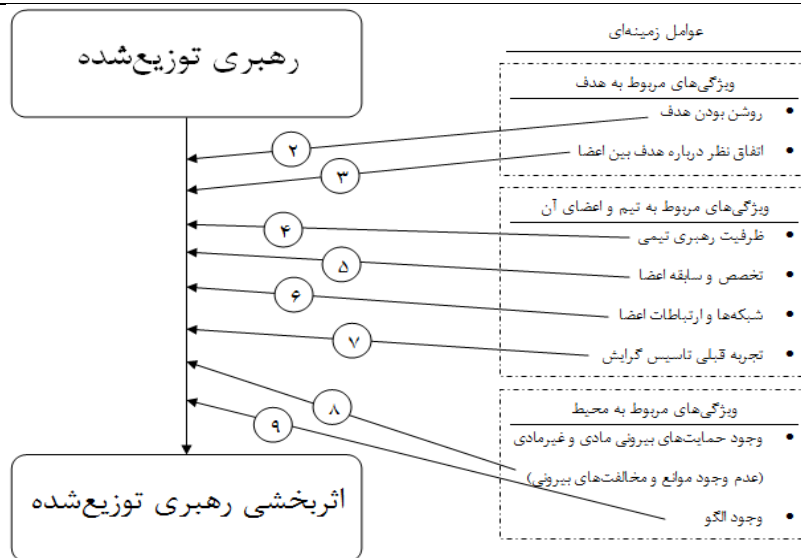 رهبری توزیع‌شده
عوامل زمینه‌ای
ویژگی‌های مربوط به هدف
• روشن بودن هدف
• اتفاق نظر درباره هدف بین اعضا
ویژگی‌های مربوط به تیم و اعضای آن
• ظرفیت رهبری تیمی
• تخصص و سابقه اعضا
• شبکه‌ها و ارتباطات اعضا
• تجربه قبلی تاسیس گرایش
ویژگی‌های مربوط به محیط
• وجود حمایت‌های بیرونی مادی و غیرمادی
(عدم وجود موانع و مخالفت‌های بیرونی)
• وجود الگو
۲
۳
۴
۵
۶
۷
۸
۹
اثربخشی رهبری توزیع‌شده